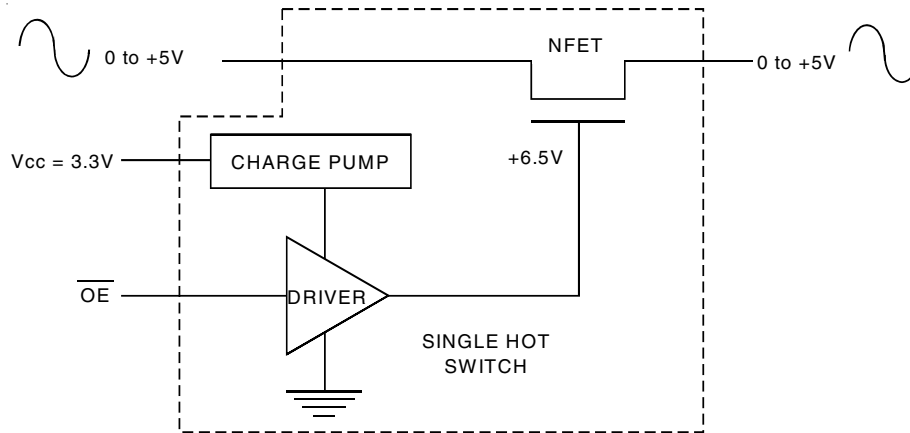 NFET
0 to +5V
0 to +5V
Vcc = 3.3V
CHARGE PUMP
+6.5V
OE
DRIVER
SINGLE HOT
SWITCH